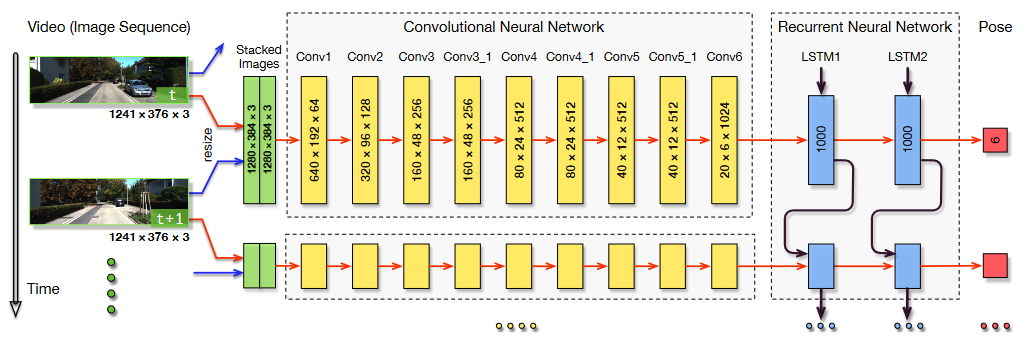 Video (Image Sequence)
Convolutional Neural Network
Recurrent Neural Network
Pose
Stacked
Images
Conv1
Conv2
Conv3
Conv3_1
Conv4
Conv4_1
Conv5
Conv5_1
Conv6
LSTM1
LSTM2
t
1241 x 376 x 3
resize
1280 x 384 x 3
1280 x 384 x 3
640 x 192 x 64
320 x 96 x 128
160 x 48 x 256
160 x 48 x 256
80 x 24 x 512
80 x 24 x 512
40 x 12 x 512
40 x 12 x 512
20 x 6 x 1024
1000
1000
6
t+1
1241 x 376 x 3
Time